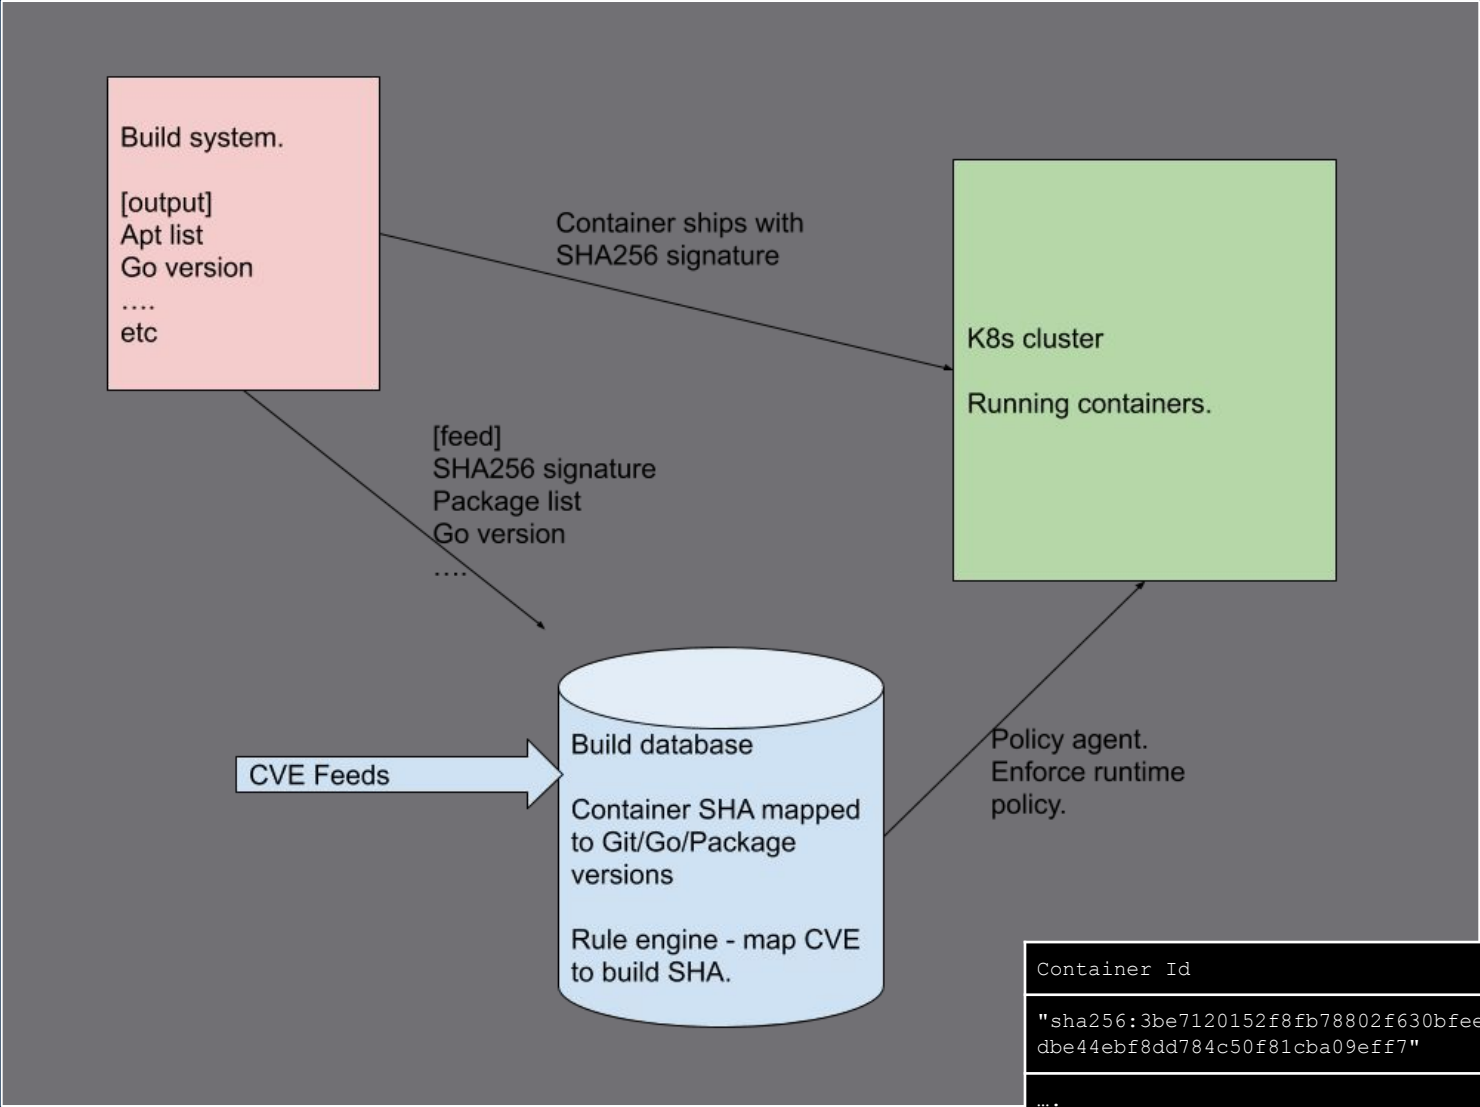 Build system.
[output]
Apt list
Go version
....
etc
Container ships with
SHA256 signature
K8s cluster
Running containers.
[feed]
SHA256 signature
Package list
Go version
....
CVE Feeds
Build database
Container SHA mapped
to Git/Go/Package
versions
Rule engine - map CVE
to build SHA.
Policy agent.
Enforce runtime
policy.
Container Id
"sha256:3be7120152f8fb78802f630bfee
dbe44ebf8dd784c50f81cba09eff7"